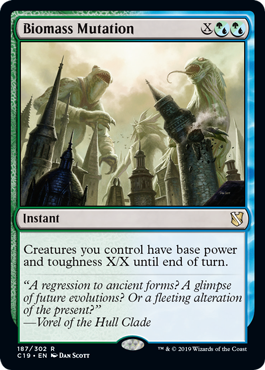 Biomass Mutation X
Instant
Creatures you control have base power
and toughness X/X until end of turn.
“A regression to ancient forms? A glimpse
of future evolutions? Or a fleeting alteration
of the present?”
—Vorel of the Hull Clade
187/302 R
C19 • EN DAN SCOTT
™ & © 2019 Wizards of the Coast